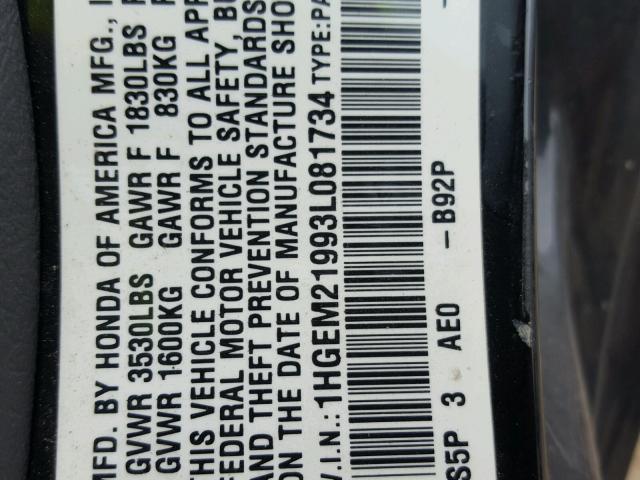 MFD. BY HONDA OF AMERICA MFG., I
GVWR 3530LBS GAWR F 1830LBS R
GVWR 1600KG GAWR F 830KG R
THIS VEHICLE CONFORMS TO ALL APP
FEDERAL MOTOR VEHICLE SAFETY, BU
AND THEFT PREVENTION STANDARDS
ON THE DATE OF MANUFACTURE SHO
V.I.N.:1HGEM21993L081734 TYPE:PA
S5P 3 AE0 -B92P -